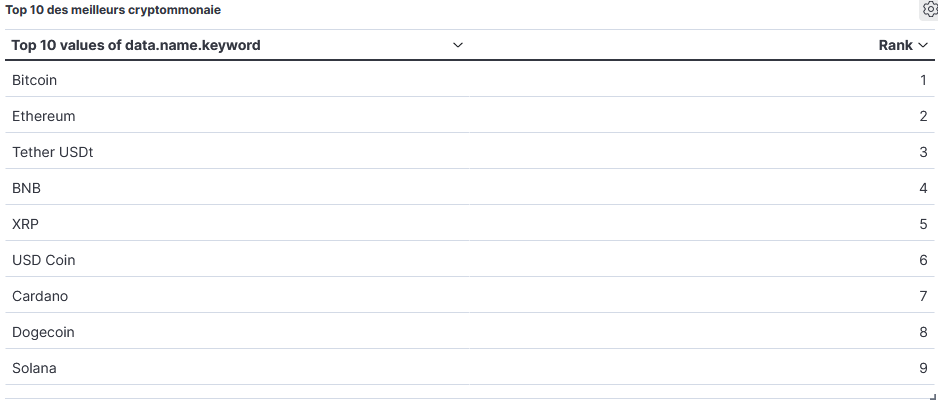 Top 10 des meilleurs cryptommonaie
Top 10 values of data.name.keyword Rank
Bitcoin 1
Ethereum 2
Tether USDt 3
BNB 4
XRP 5
USD Coin 6
Cardano 7
Dogecoin 8
Solana 9